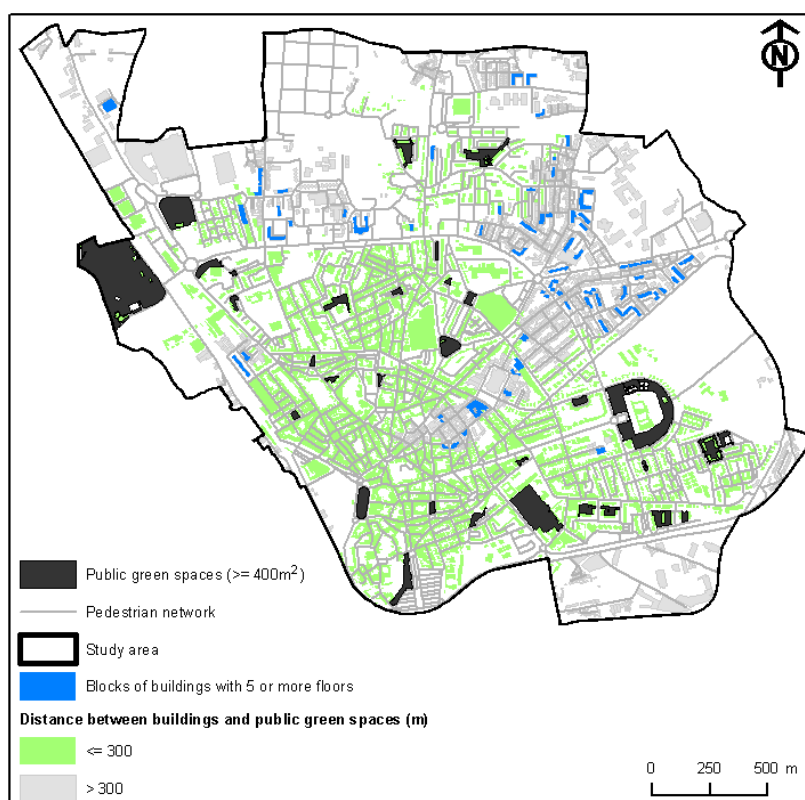 N
Public green spaces (>= 400m²)
Pedestrian network
Study area
Blocks of buildings with 5 or more floors
Distance between buildings and public green spaces (m)
<= 300
> 300
0 250 500 m